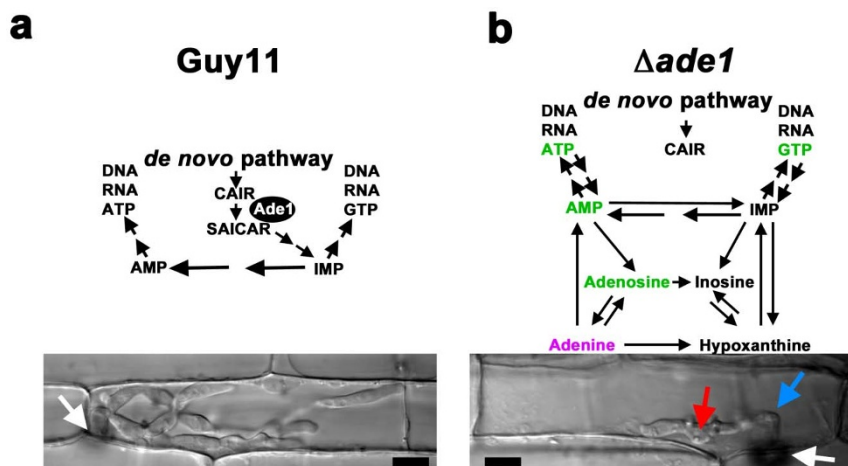 a
Guy11
de novo pathway
DNA
RNA
ATP
CAIR
Ade1
SAICAR
DNA
RNA
GTP
AMP
IMP
b
Δade1
de novo pathway
DNA
RNA
ATP
CAIR
DNA
RNA
GTP
AMP
IMP
Adenosine
Inosine
Adenine
Hypoxanthine